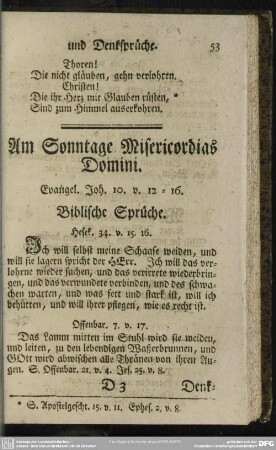 und Denksprüche. 53
Thoren!
Die nicht gläuben, gehn verlohren.
Christen!
Die ihr Herz mit Glauben rüsten, *
Sind zum Himmel auserkohren.
Am Sonntage Misericordias
Domini.
Evangel. Joh. 10. v. 12 = 16.
Biblische Sprüche.
Hesek. 34. v. 15. 16.
Ich will selbst meine Schaafe weiden, und
will sie lagern spricht der HErr. Ich will das ver-
lohrne wieder suchen, und das verirrete wiederbrin-
gen, und das verwundete verbinden, und des schwa-
chen warten, und was fett und stark ist, will ich
behüten, und will ihrer pflegen, wie es recht ist.
Offenbar. 7. v. 17.
Das Lamm mitten im Stuhl wird sie weiden,
und leiten, zu den lebendigen Waßerbrunnen, und
GOtt wird abwischen alle Thränen von ihren Au-
gen. S. Offenbar. 21. v. 4. Jes. 25. v. 8.
D 3 Denk-
* S. Apostelgescht. 15. v. 11, Ephes. 2. v. 8.